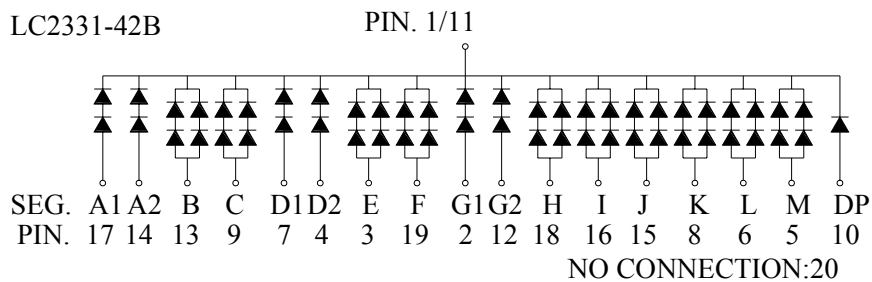 LC2331-42B
PIN. 1/11
SEG. A1 A2 B C D1 D2 E F G1 G2 H I J K L M DP
PIN. 17 14 13 9 7 4 3 19 2 12 18 16 15 8 6 5 10
NO CONNECTION:20